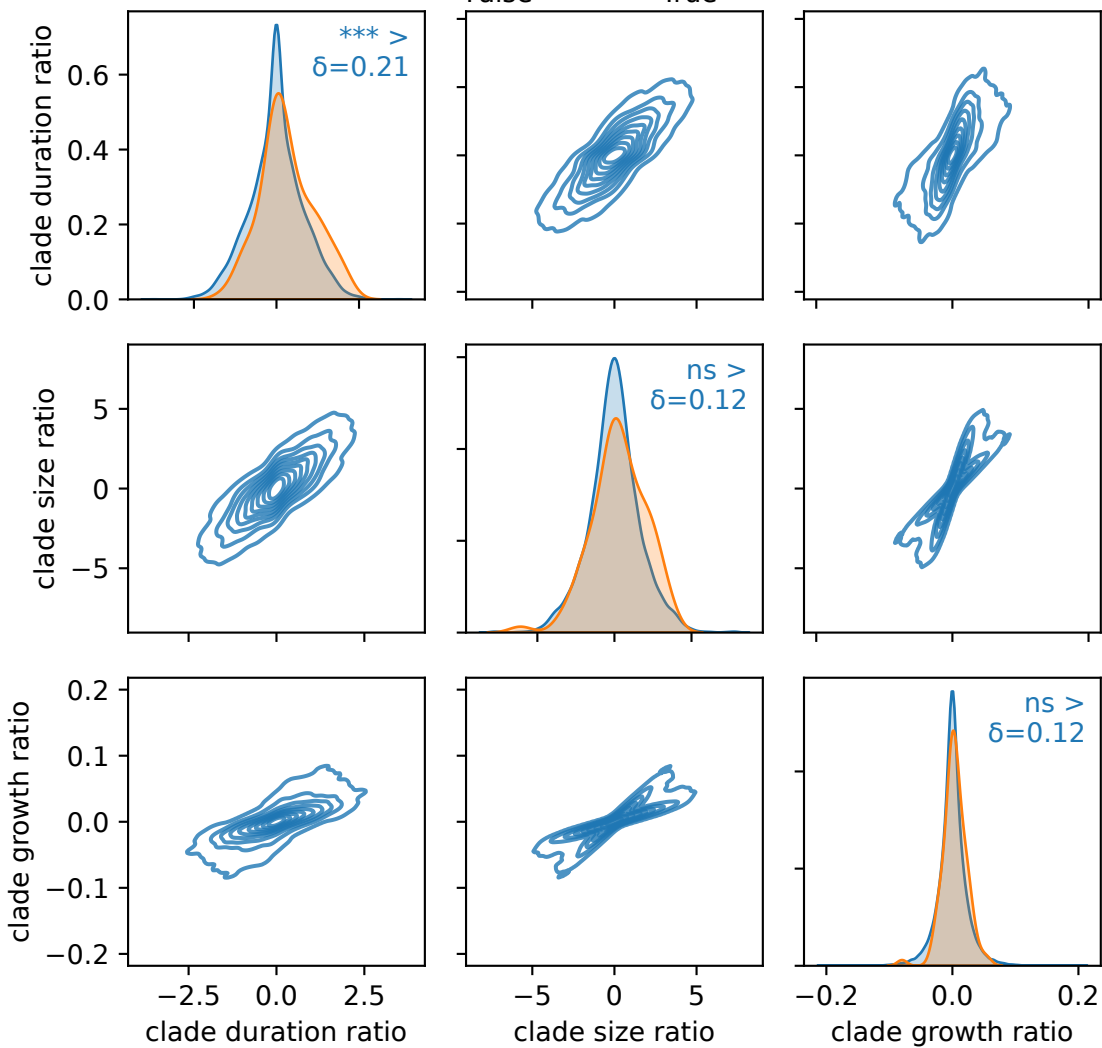 clade duration ratio
0.6
0.4
0.2
0.0
*** >
δ=0.21
clade size ratio
5
0
−5
ns >
δ=0.12
clade growth ratio
0.2
0.1
0.0
−0.1
−0.2
ns >
δ=0.12
−2.5 0.0 2.5
clade duration ratio
−5 0 5
clade size ratio
−0.2 0.0 0.2
clade growth ratio